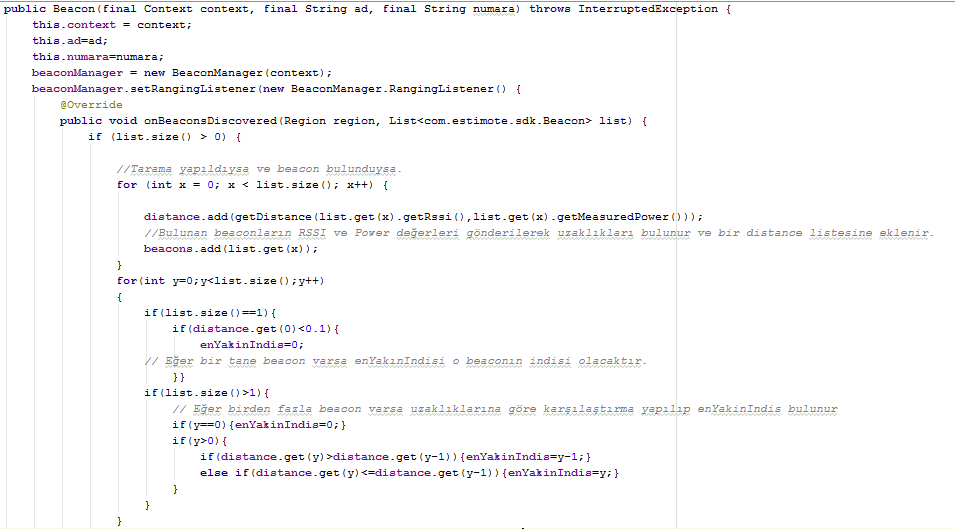 public Beacon(final Context context, final String ad, final String numara) throws InterruptedException {
this.context = context;
this.ad=ad;
this.numara=numara;
beaconManager = new BeaconManager(context);
beaconManager.setRangingListener(new BeaconManager.RangingListener() {
@Override
public void onBeaconsDiscovered(Region region, List<com.estimote.sdk.Beacon> list) {
if (list.size() > 0) {
//Tarama yapıldıysa ve beacon bulunduysa.
for (int x = 0; x < list.size(); x++) {
distance.add(getDistance(list.get(x).getRssi(),list.get(x).getMeasuredPower()));
//Bulunan beaconların RSSI ve Power değerleri gönderilerek uzaklıkları bulunur ve bir distance listesine eklenir.
beacons.add(list.get(x));
}
for(int y=0;y<list.size();y++)
{
if(list.size()==1){
if(distance.get(0)<0.1){
enYakinIndis=0;
// Eğer bir tane beacon varsa enYakınIndisi o beaconın indisi olacaktır.
}}
if(list.size()>1){
// Eğer birden fazla beacon varsa uzaklıklarına göre karşılaştırma yapılıp enYakinIndis bulunur
if(y==0){enYakinIndis=0;}
if(y>0){
if(distance.get(y)>distance.get(y-1)){enYakinIndis=y-1;}
else if(distance.get(y)<=distance.get(y-1)){enYakinIndis=y;}
}
}
}